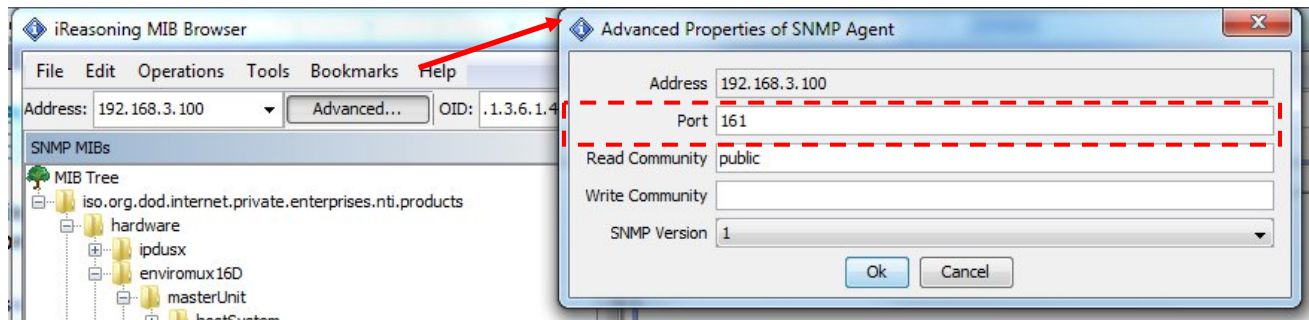 iReasoning MIB Browser
File Edit Operations Tools Bookmarks Help
Address: 192.168.3.100 Advanced... OID: .1.3.6.1.4
SNMP MIBs
MIB Tree
iso.org.dod.internet.private.enterprises.nti.products
hardware
ipdusx
enviromux16D
masterUnit
hostSystem
Advanced Properties of SNMP Agent
Address 192.168.3.100
Port 161
Read Community public
Write Community
SNMP Version 1
Ok Cancel